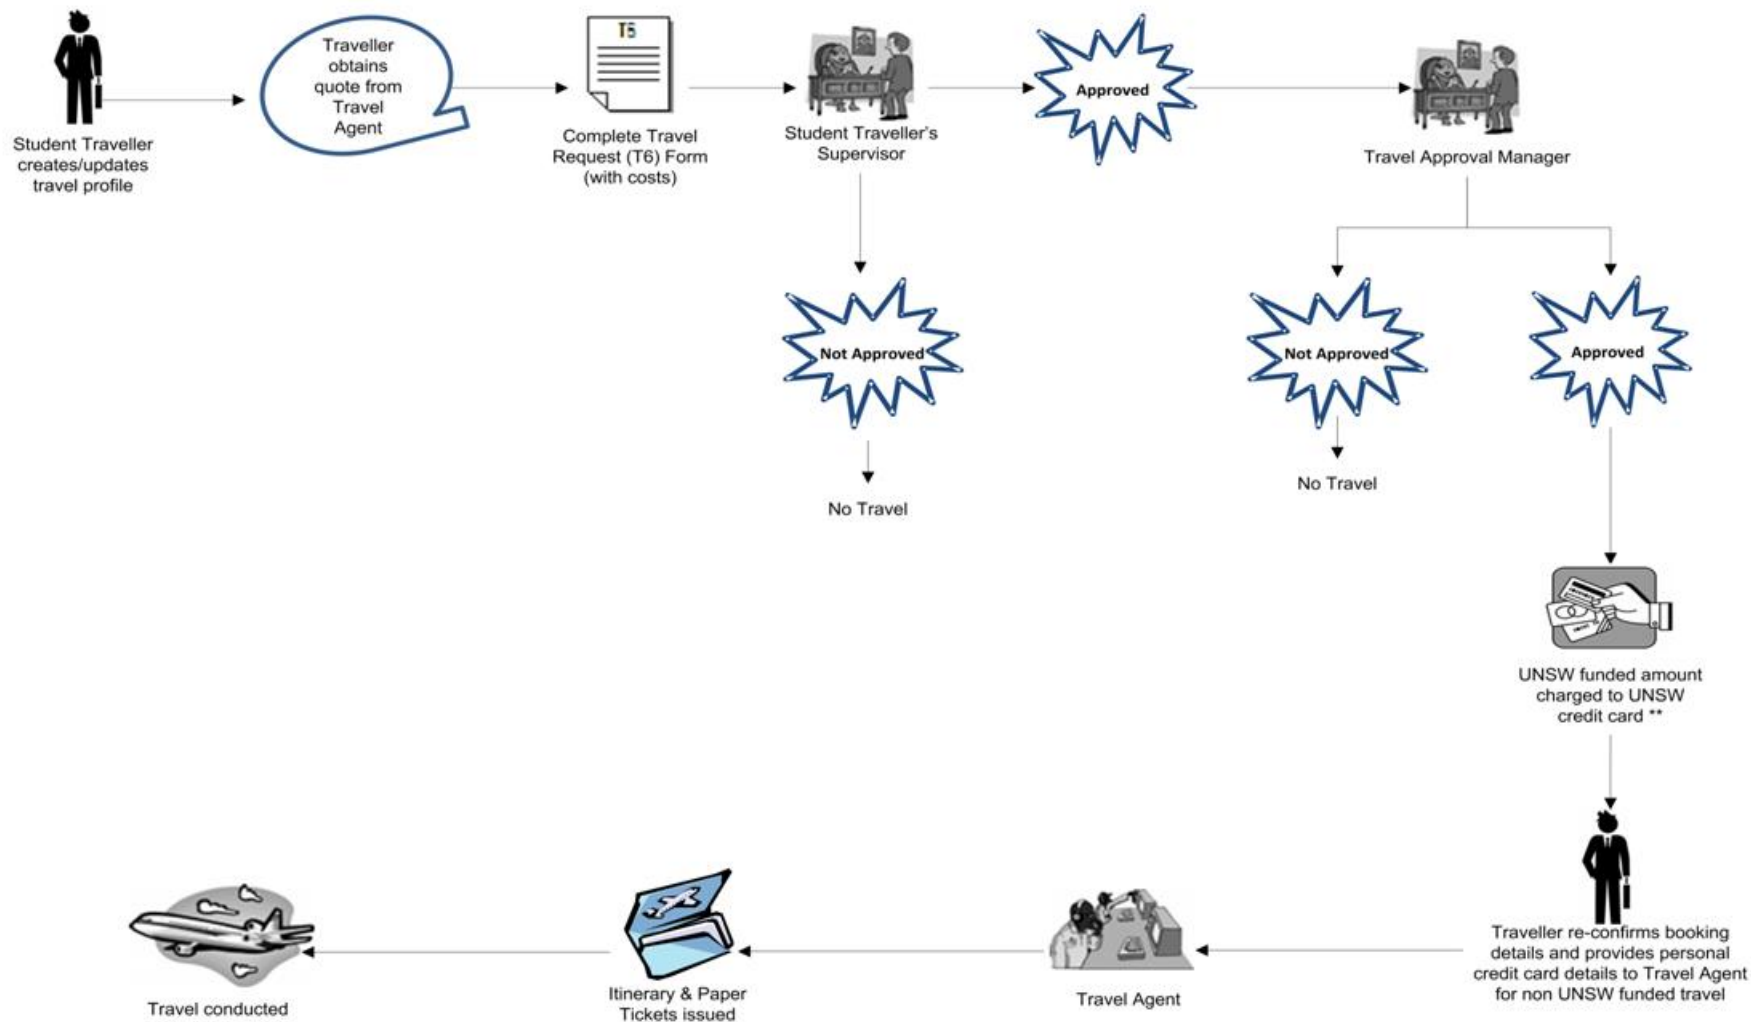 Student Traveller
creates/updates
travel profile
Traveller
obtains
quote from
Travel
Agent
T6
Complete Travel
Request (T6) Form
(with costs)
Student Traveller's
Supervisor
Approved
Travel Approval Manager
Not Approved
No Travel
Not Approved
No Travel
Approved
UNSW funded amount
charged to UNSW
credit card **
Traveller re-confirms booking
details and provides personal
credit card details to Travel Agent
for non UNSW funded travel
Travel Agent
Itinerary & Paper
Tickets issued
Travel conducted